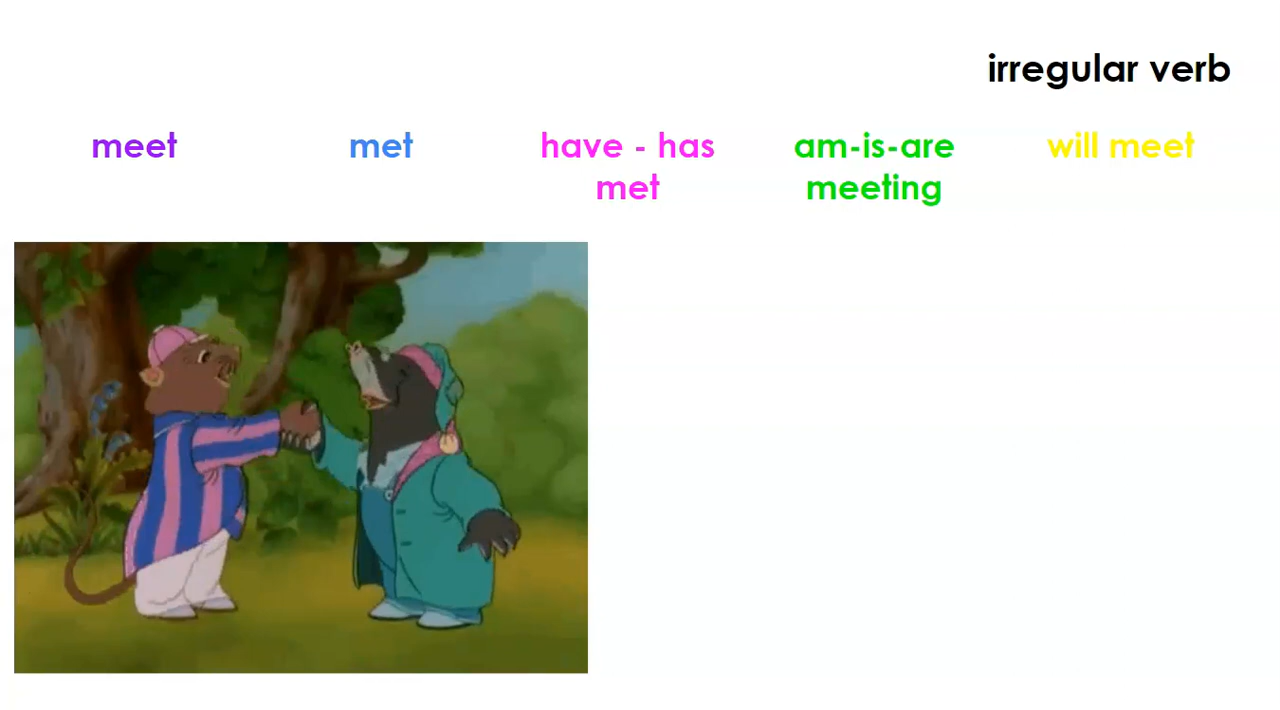 irregular verb
meet met have - has am-is-are will meet
met meeting